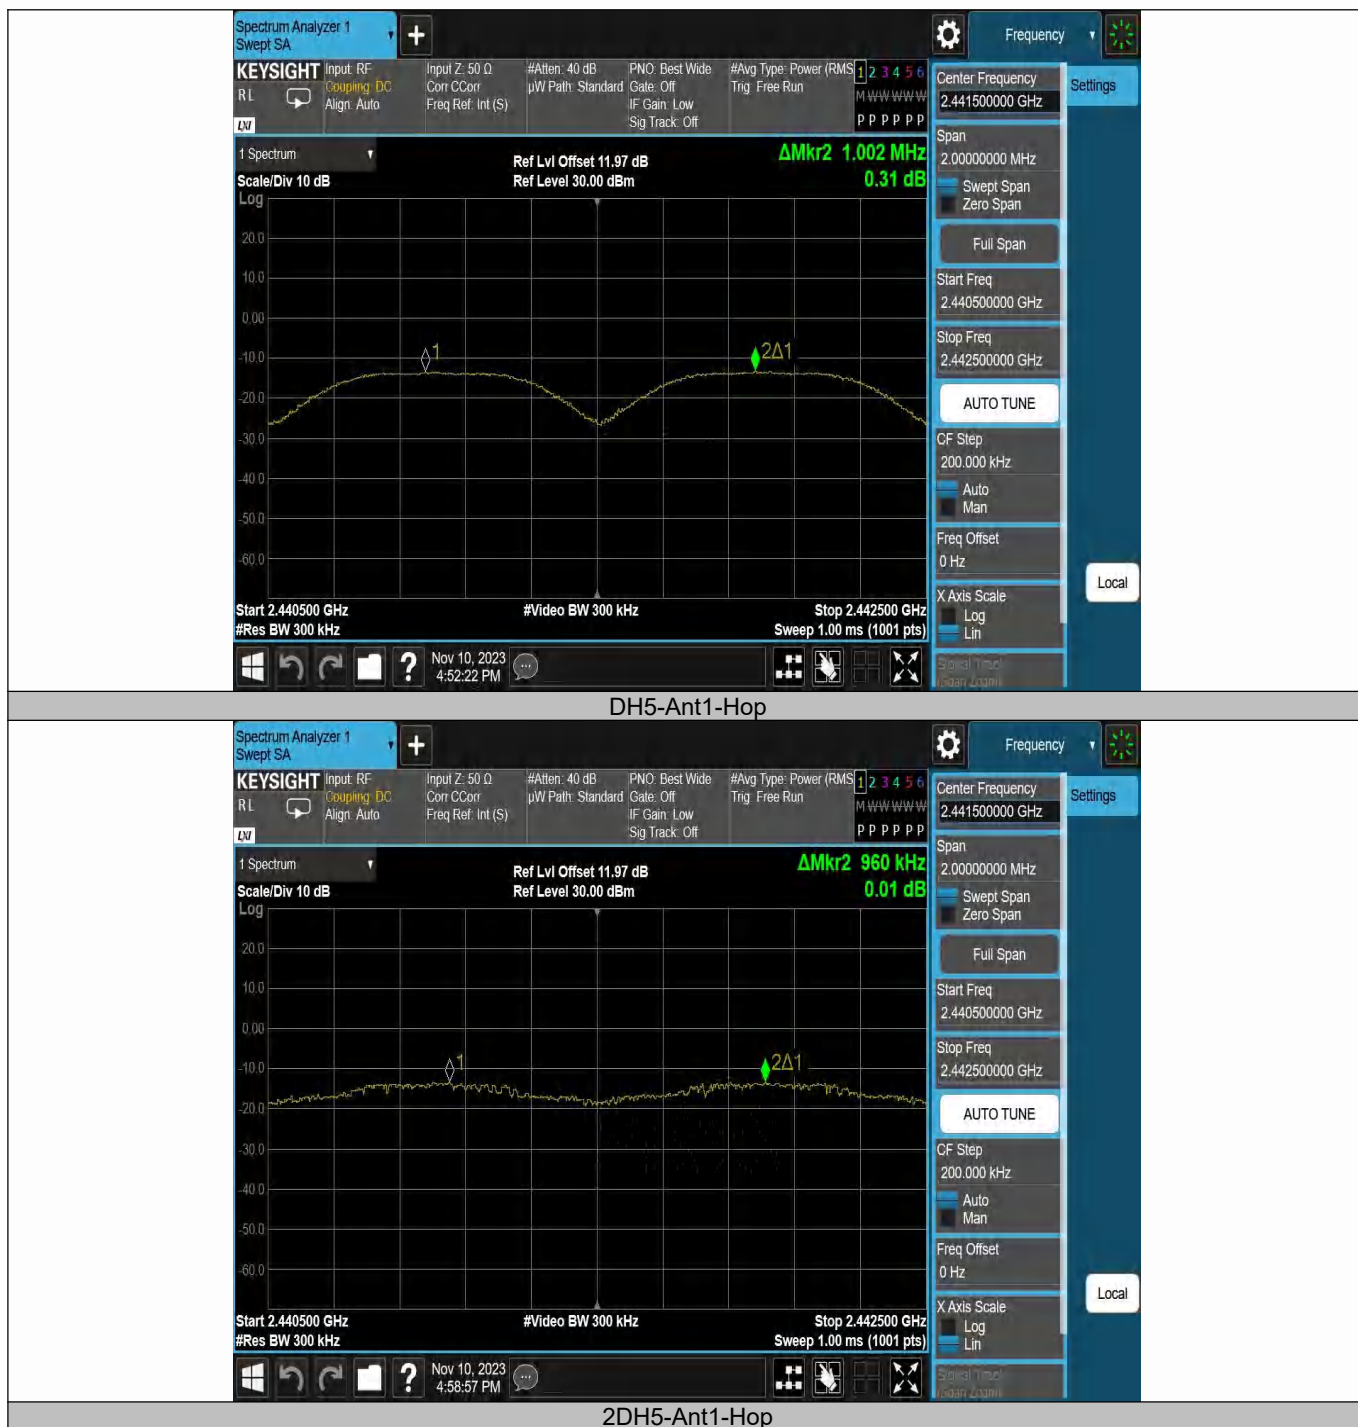 Spectrum Analyzer 1
Swept SA
+
Frequency
KEYSIGHT
RL
LXI
Input: RF
Coupling: DC
Align: Auto
Input Z: 50 Ω
Corr CCorr
Freq Ref: Int (S)
#Atten: 40 dB
µW Path: Standard
PNO: Best Wide
Gate: Off
IF Gain: Low
Sig Track: Off
#Avg Type: Power (RMS
Trig: Free Run
1 2 3 4 5 6
M W W W W W
P P P P P P
Center Frequency
2.441500000 GHz
Settings
1 Spectrum
Scale/Div 10 dB
Log
Ref Lvl Offset 11.97 dB
Ref Level 30.00 dBm
ΔMkr2 1.002 MHz
0.31 dB
Span
2.00000000 MHz
Swept Span
Zero Span
Full Span
Start Freq
2.440500000 GHz
Stop Freq
2.442500000 GHz
AUTO TUNE
CF Step
200.000 kHz
Auto
Man
Freq Offset
0 Hz
X Axis Scale
Log
Lin
Signal Track
(Span Zoom)
Local
20.0
10.0
0.00
-10.0
-20.0
-30.0
-40.0
-50.0
-60.0
1
2Δ1
Start 2.440500 GHz
#Res BW 300 kHz
#Video BW 300 kHz
Stop 2.442500 GHz
Sweep 1.00 ms (1001 pts)
?
Nov 10, 2023
4:52:22 PM
DH5-Ant1-Hop
Spectrum Analyzer 1
Swept SA
+
Frequency
KEYSIGHT
RL
LXI
Input: RF
Coupling: DC
Align: Auto
Input Z: 50 Ω
Corr CCorr
Freq Ref: Int (S)
#Atten: 40 dB
µW Path: Standard
PNO: Best Wide
Gate: Off
IF Gain: Low
Sig Track: Off
#Avg Type: Power (RMS
Trig: Free Run
1 2 3 4 5 6
M W W W W W
P P P P P P
Center Frequency
2.441500000 GHz
Settings
1 Spectrum
Scale/Div 10 dB
Log
Ref Lvl Offset 11.97 dB
Ref Level 30.00 dBm
ΔMkr2 960 kHz
0.01 dB
Span
2.00000000 MHz
Swept Span
Zero Span
Full Span
Start Freq
2.440500000 GHz
Stop Freq
2.442500000 GHz
AUTO TUNE
CF Step
200.000 kHz
Auto
Man
Freq Offset
0 Hz
X Axis Scale
Log
Lin
Signal Track
(Span Zoom)
Local
20.0
10.0
0.00
-10.0
-20.0
-30.0
-40.0
-50.0
-60.0
1
2Δ1
Start 2.440500 GHz
#Res BW 300 kHz
#Video BW 300 kHz
Stop 2.442500 GHz
Sweep 1.00 ms (1001 pts)
?
Nov 10, 2023
4:58:57 PM
2DH5-Ant1-Hop